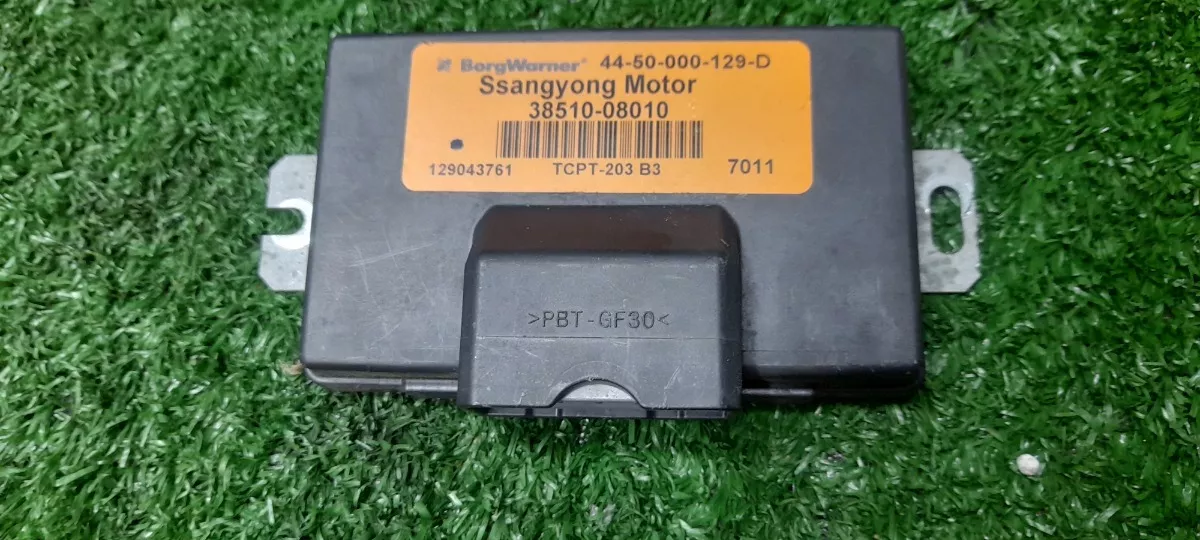 BorgWarner® 44-50-000-129-D
Ssangyong Motor
38510-08010
129043761 TCPT-203 B3 7011
>PBT-GF30<